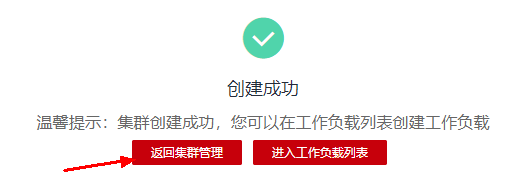 创建成功
温馨提示：集群创建成功，您可以在工作负载列表创建工作负载
返回集群管理 进入工作负载列表